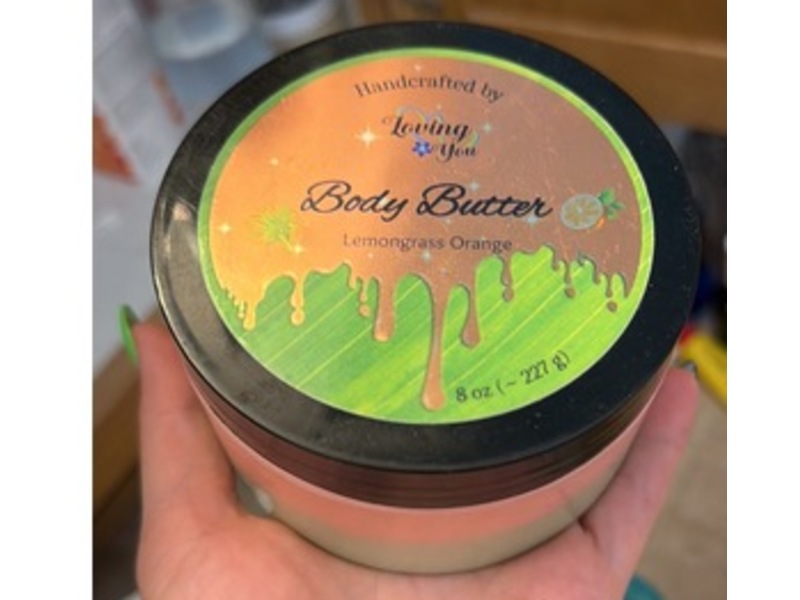 Handcrafted by
Loving
You
Body Butter
Lemongrass Orange
8 oz (~ 227 g)